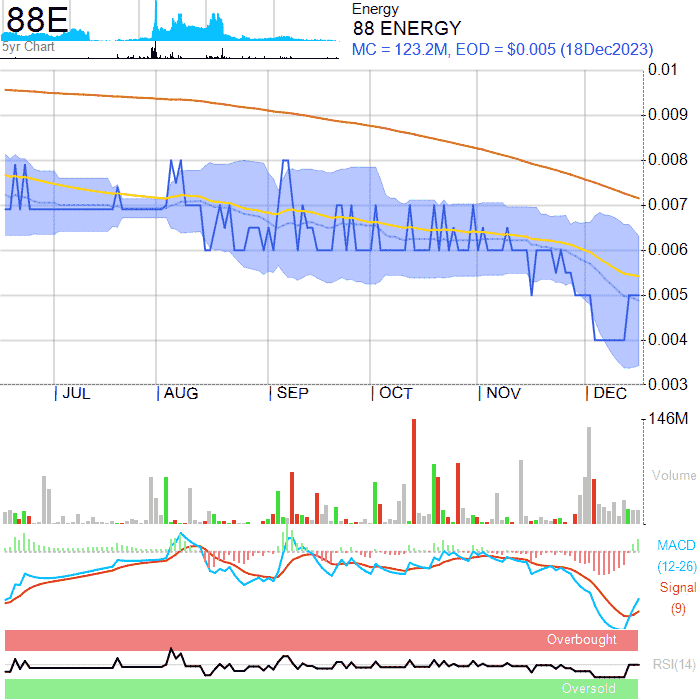 88E
5yr Chart
Energy
88 ENERGY
MC = 123.2M, EOD = $0.005 (18Dec2023)
0.01
0.009
0.008
0.007
0.006
0.005
0.004
0.003
JUL AUG SEP OCT NOV DEC
146M
Volume
MACD
(12-26)
Signal
(9)
Overbought
RSI(14)
Oversold